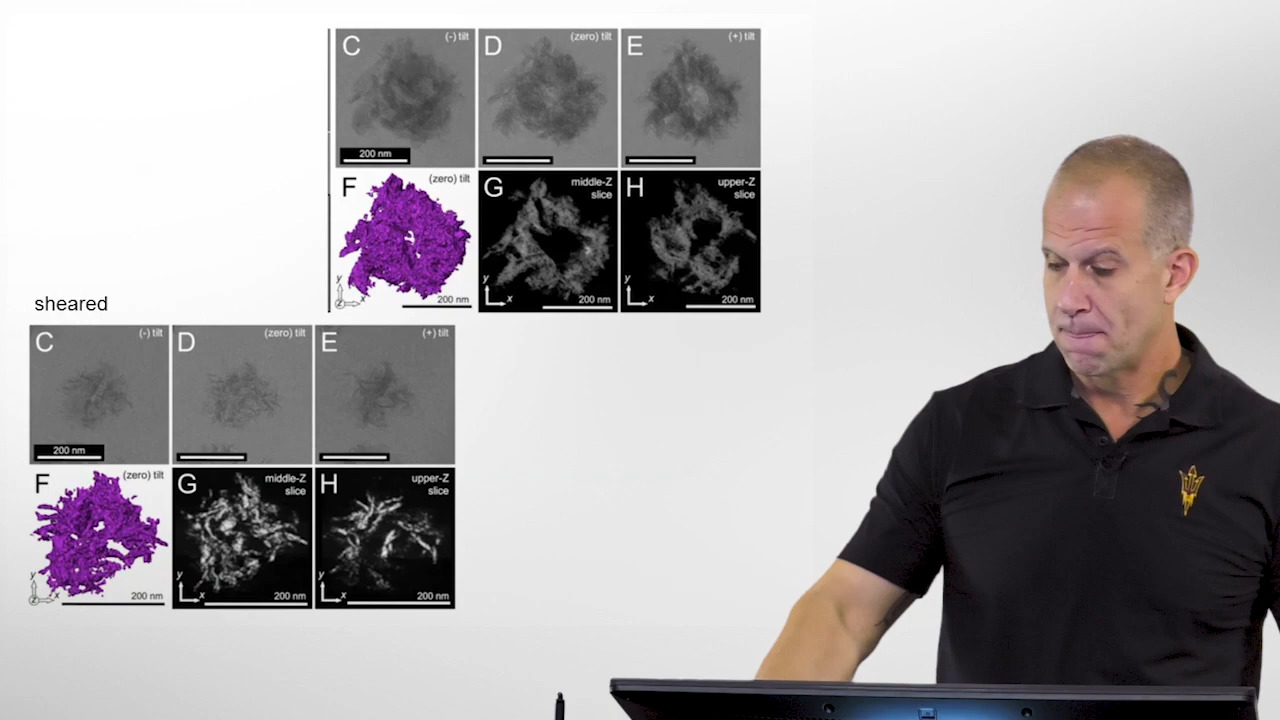 C (-) tilt
D (zero) tilt
E (+) tilt
200 nm
F (zero) tilt
G middle-Z
slice
H upper-Z
slice
y
z x
200 nm
y
x
200 nm
y
x
200 nm
sheared
C (-) tilt
D (zero) tilt
E (+) tilt
200 nm
F (zero) tilt
G middle-Z
slice
H upper-Z
slice
y
z x
200 nm
y
x
200 nm
y
x
200 nm